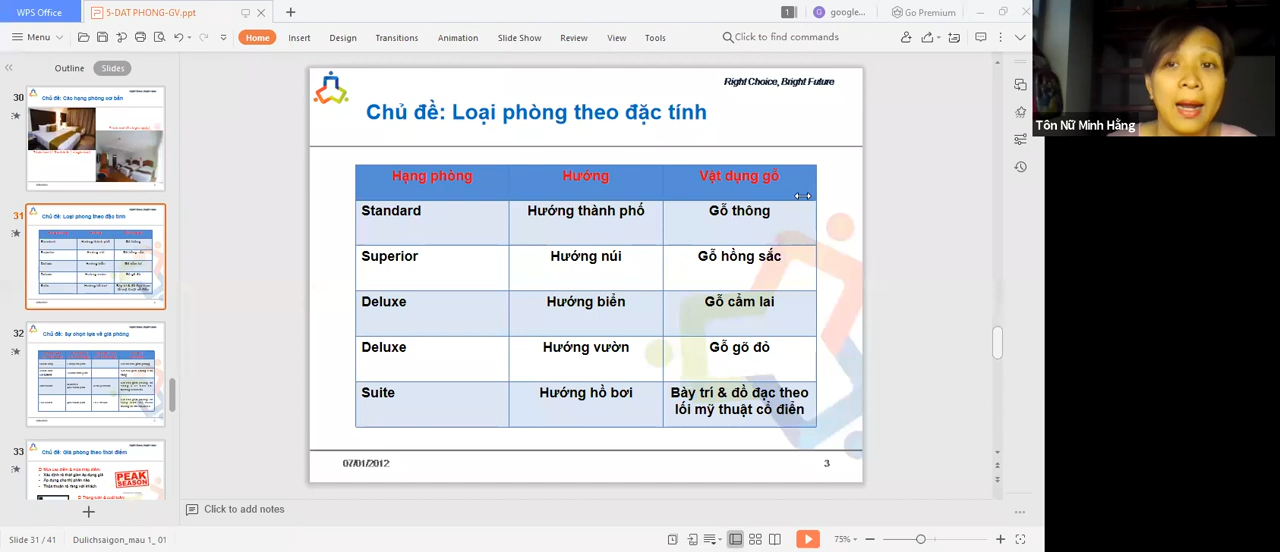 WPS Office
5-DAT PHONG-GV.ppt
1
google...
Go Premium
Menu
Home
Insert
Design
Transitions
Animation
Slide Show
Review
View
Tools
Click to find commands
Outline
Slides
30
Chủ đề: Các hạng phòng cơ bản
31
Chủ đề: Loại phòng theo đặc tính
32
Chủ đề: Sự chọn lựa về giá phòng
33
Chủ đề: Giá phòng theo thời điểm
PEAK
SEASON
Right Choice, Bright Future
Chủ đề: Loại phòng theo đặc tính
Hạng phòng
Hướng
Vật dụng gỗ
Standard
Hướng thành phố
Gỗ thông
Superior
Hướng núi
Gỗ hồng sắc
Deluxe
Hướng biển
Gỗ cẩm lai
Deluxe
Hướng vườn
Gỗ gõ đỏ
Suite
Hướng hồ bơi
Bày trí & đồ đạc theo
lối mỹ thuật cổ điển
07/01/2012
3
Tôn Nữ Minh Hằng
Click to add notes
Slide 31 / 41
Dulichsaigon_mau 1_ 01
75%